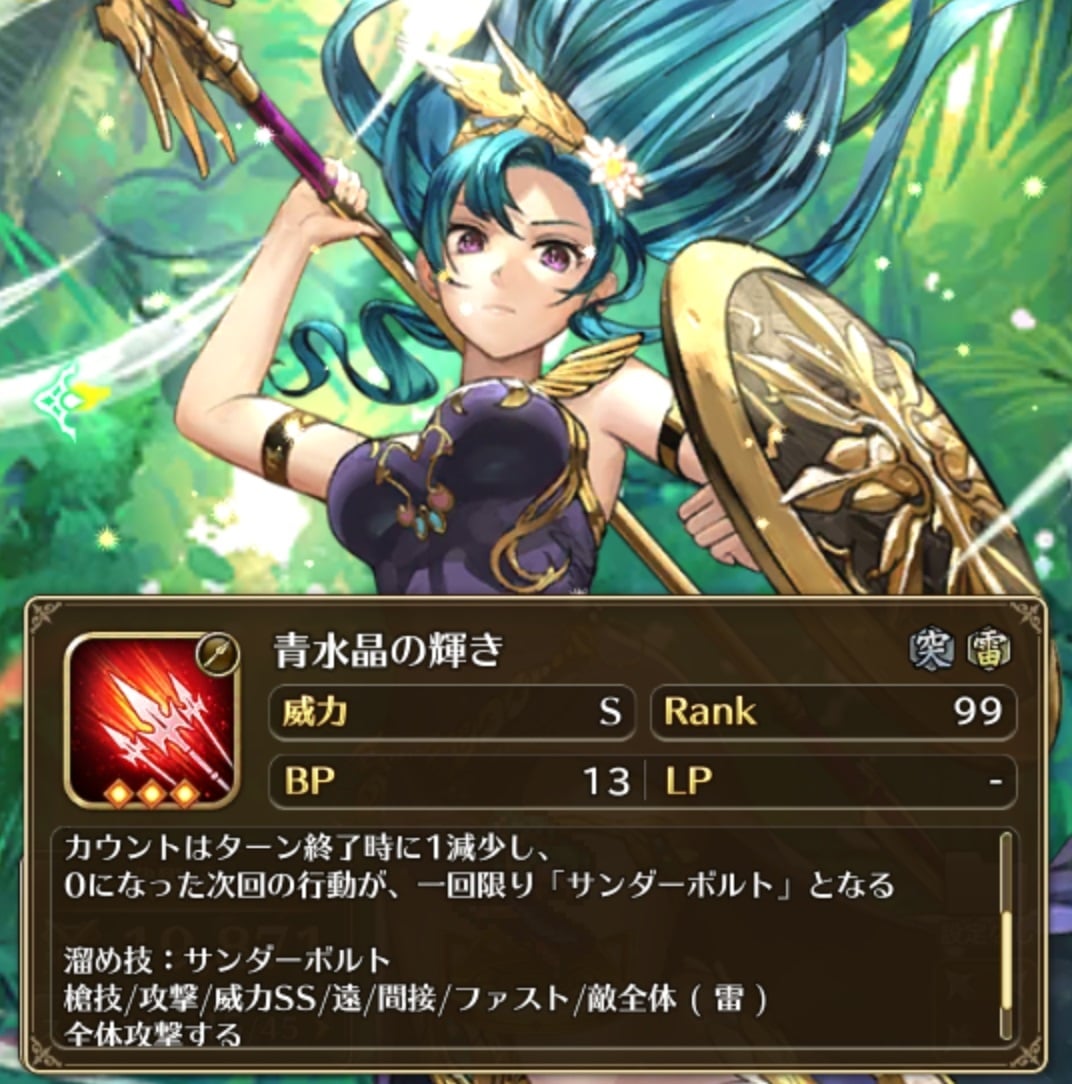 青水晶の輝き
突 雷
威力 S
Rank 99
BP 13
LP -
カウントはターン終了時に1減少し、
0になった次回の行動が、一回限り「サンダーボルト」となる
溜め技：サンダーボルト
槍技/攻撃/威力SS/遠/間接/ファスト/敵全体 ( 雷 )
全体攻撃する